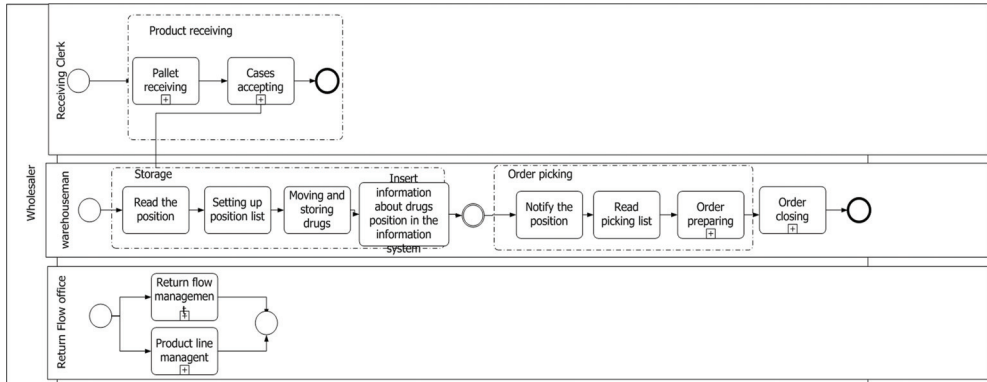 Wholesaler
Receiving Clerk
Product receiving
Pallet
receiving
+
Cases
accepting
+
warehouseman
Storage
Read the
position
Setting up
position list
Moving and
storing
drugs
Insert
information
about drugs
position in the
information
system
Order picking
Notify the
position
Read
picking list
Order
preparing
+
Order
closing
+
Return Flow office
Return flow
managemen
t
+
Product line
managent
+